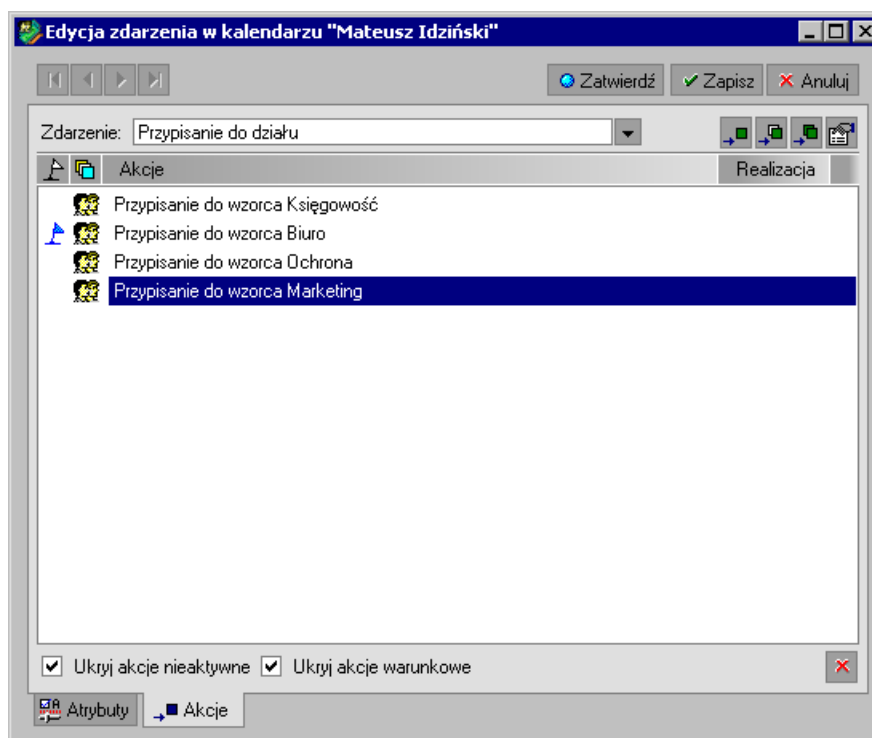 Edycja zdarzenia w kalendarzu "Mateusz Idziński"
Zatwierdź Zapisz Anuluj
Zdarzenie: Przypisanie do działu
Akcje Realizacja
Przypisanie do wzorca Księgowość
Przypisanie do wzorca Biuro
Przypisanie do wzorca Ochrona
Przypisanie do wzorca Marketing
Ukryj akcje nieaktywne Ukryj akcje warunkowe
Atrybuty Akcje